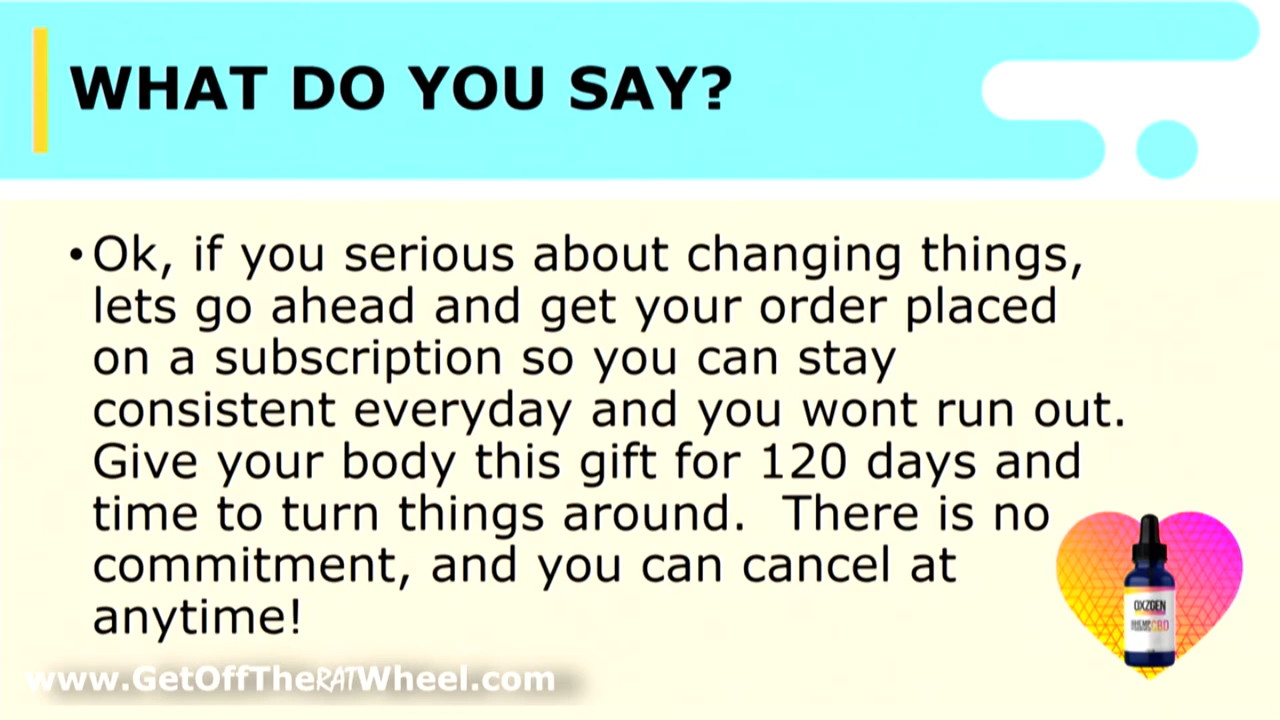 WHAT DO YOU SAY?
•Ok, if you serious about changing things,
lets go ahead and get your order placed
on a subscription so you can stay
consistent everyday and you wont run out.
Give your body this gift for 120 days and
time to turn things around.  There is no
commitment, and you can cancel at
anytime!
OXZGEN
CBD
www.GetOffTheRATWheel.com